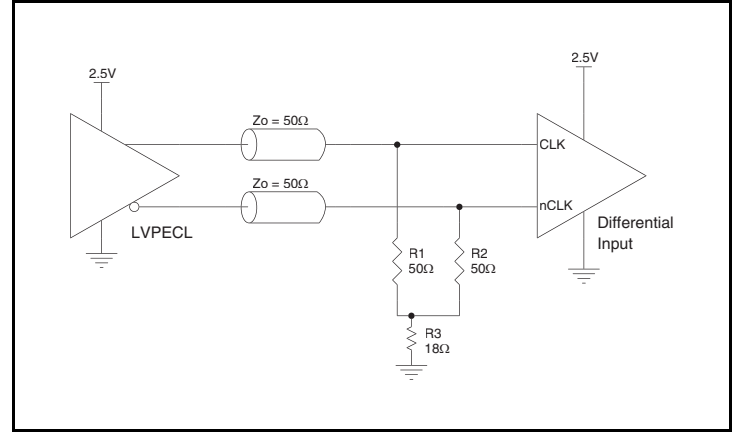 2.5V
2.5V
Zo = 50Ω
CLK
Zo = 50Ω
nCLK
LVPECL
Differential
Input
R1
50Ω
R2
50Ω
R3
18Ω